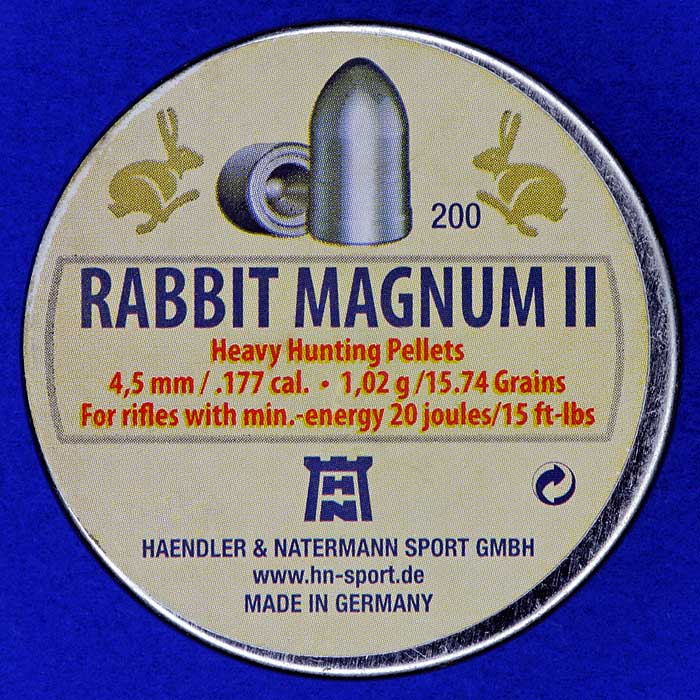 200
RABBIT MAGNUM II
Heavy Hunting Pellets
4,5 mm / .177 cal. • 1,02 g /15.74 Grains
For rifles with min.-energy 20 joules/15 ft-lbs
HN
HAENDLER & NATERMANN SPORT GMBH
www.hn-sport.de
MADE IN GERMANY